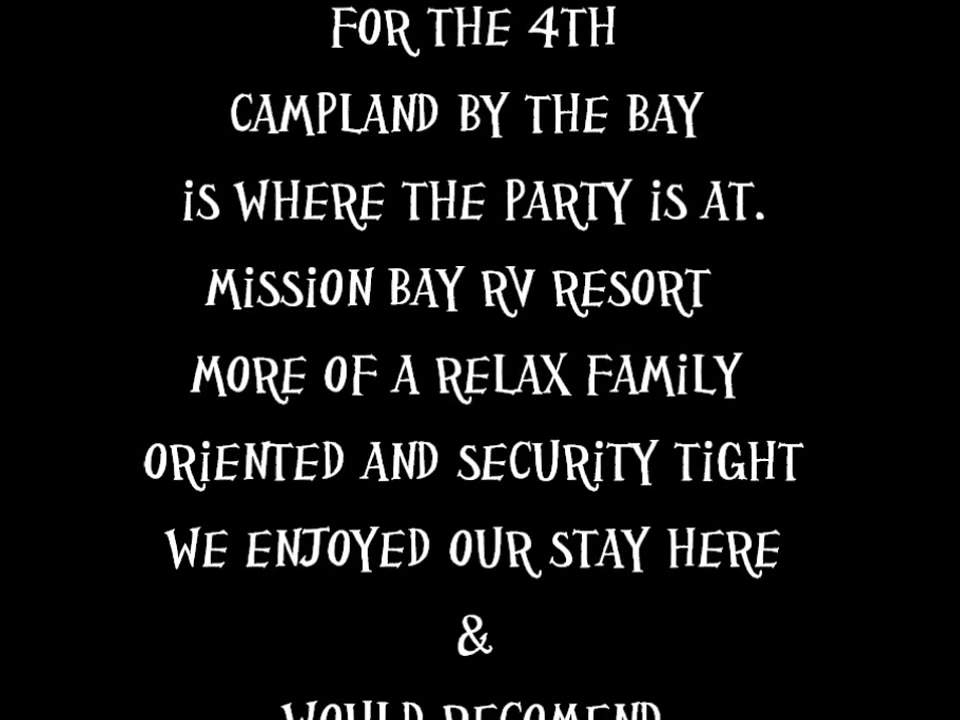 FOR THE 4TH
CAMPLAND BY THE BAY
iS WHERE THE PARTY iS AT.
MiSSiON BAY RV RESORT
MORE OF A RELAX FAMiLY
ORiENTED AND SECURiTY TiGHT
WE ENJOYED OUR STAY HERE
&
WOULD RECOMEND